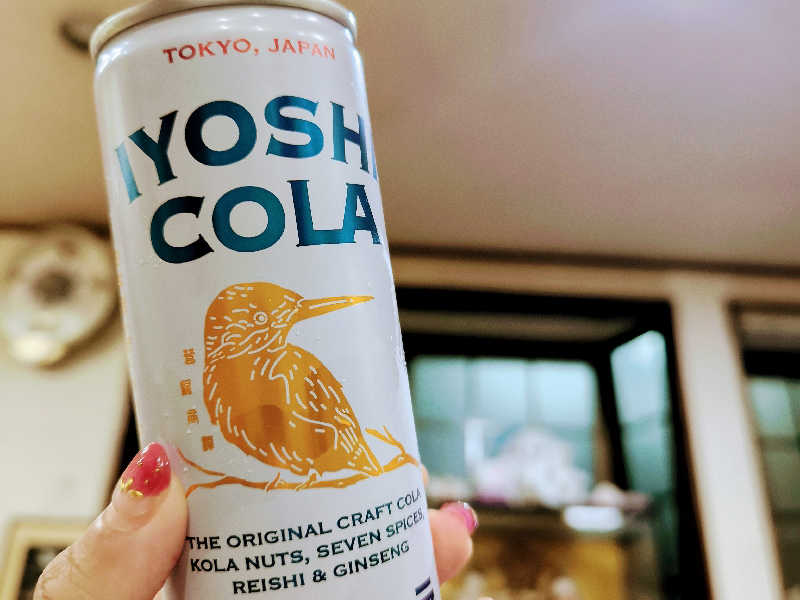 TOKYO, JAPAN
IYOSHI
COLA
THE ORIGINAL CRAFT COLA
KOLA NUTS, SEVEN SPICES,
REISHI & GINSENG